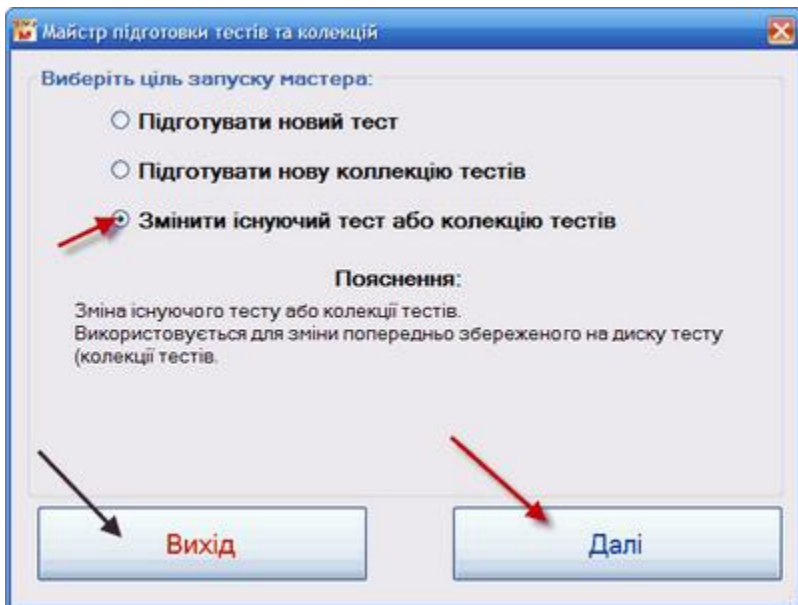 Майстр підготовки тестів та колекцій
Виберіть ціль запуску мастера:
Підготувати новий тест
Підготувати нову коллекцію тестів
Змінити існуючий тест або колекцію тестів
Пояснення:
Зміна існуючого тесту або колекції тестів.
Використовується для зміни попередньо збереженого на диску тесту
(колекції тестів.
Вихід
Далі